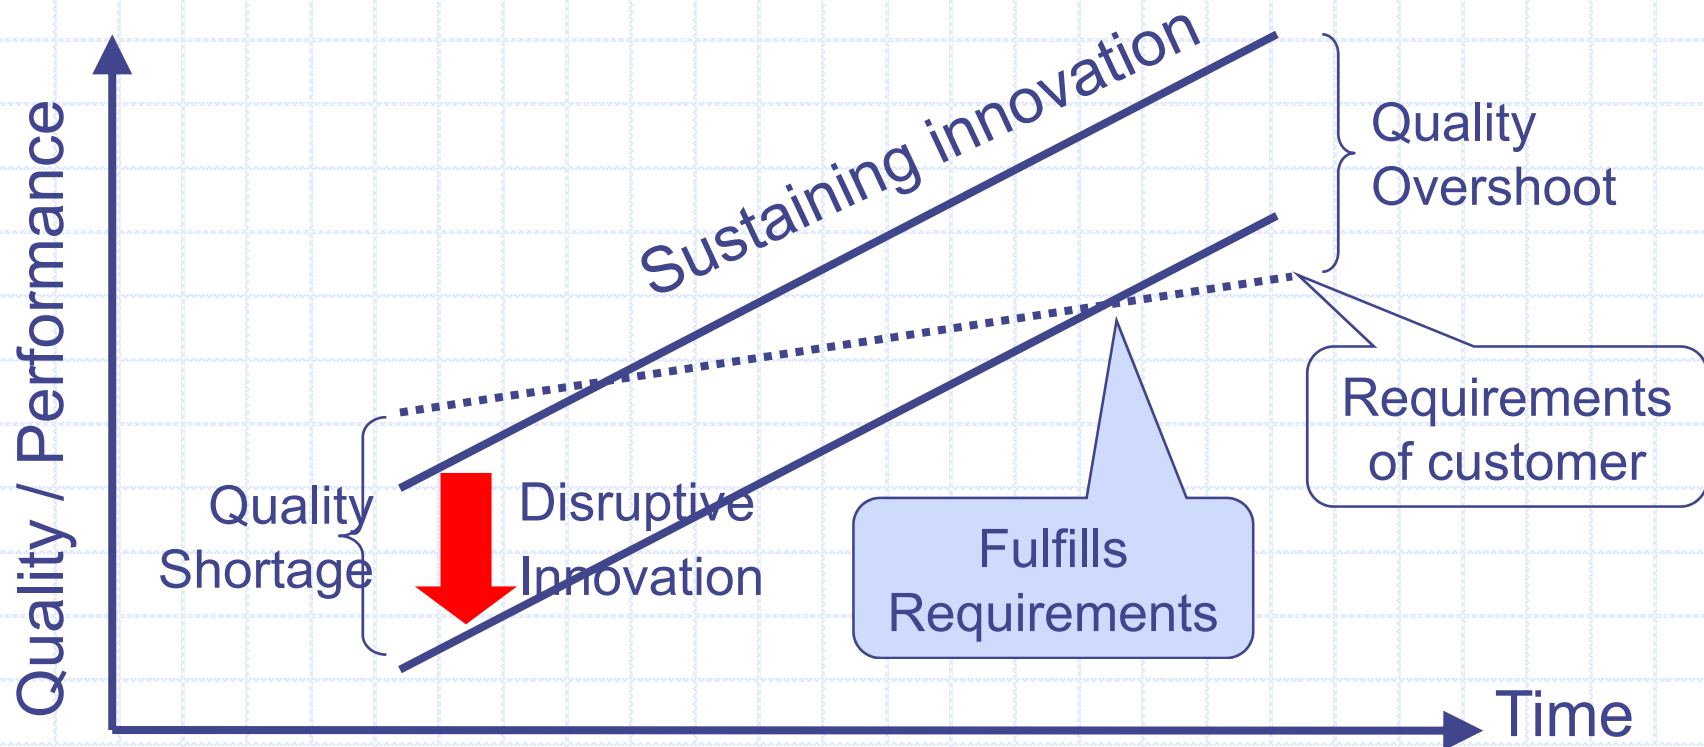 Quality / Performance
Sustaining innovation
Quality
Overshoot
Requirements
of customer
Quality
Shortage
Disruptive
Innovation
Fulfills
Requirements
Time